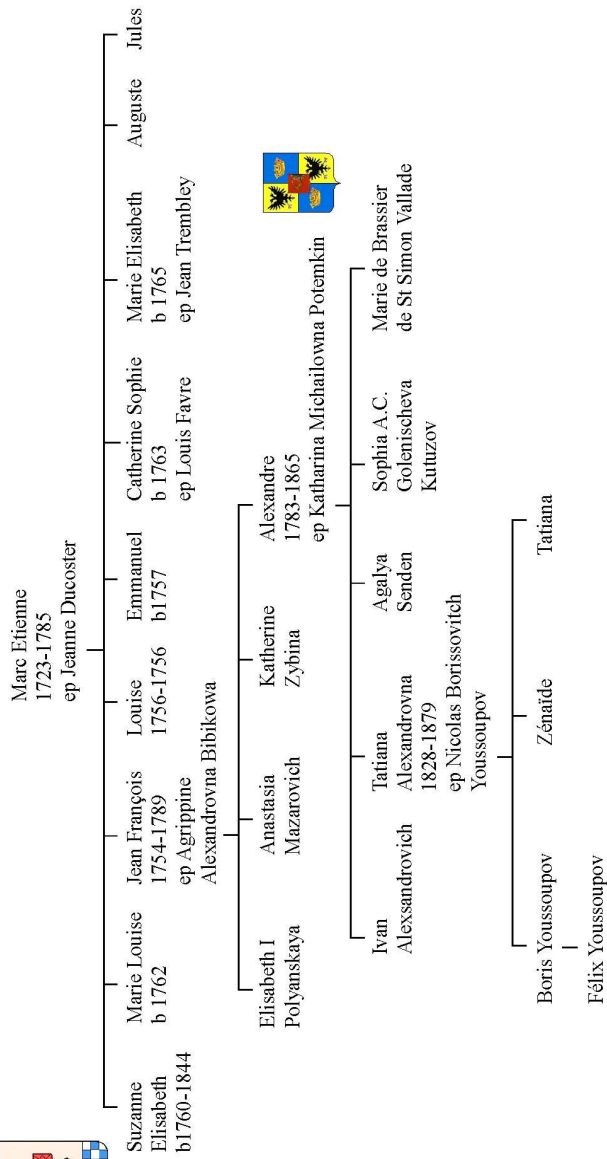 Marc Etienne
1723-1785
ep Jeanne Ducoster
Suzanne
Elisabeth
b1760-1844
Marie Louise
b 1762
Jean François
1754-1789
ep Agrippine
Alexandrovna Bibikowa
Louise
1756-1756
Emmanuel
b1757
Catherine Sophie
b 1763
ep Louis Favre
Marie Elisabeth
b 1765
ep Jean Trembley
Auguste
Jules
Elisabeth I
Polyanskaya
Anastasia
Mazarovich
Katherine
Zybina
Alexandre
1783-1865
ep Katharina Michailowna Potemkin
Ivan
Alexsandrovich
Tatiana
Alexandrovna
1828-1879
ep Nicolas Borissovitch
Youssoupov
Agalya
Senden
Sophia A.C.
Golenischeva
Kutuzov
Marie de Brassier
de St Simon Vallade
Boris Youssoupov
Zénaïde
Tatiana
Félix Youssoupov